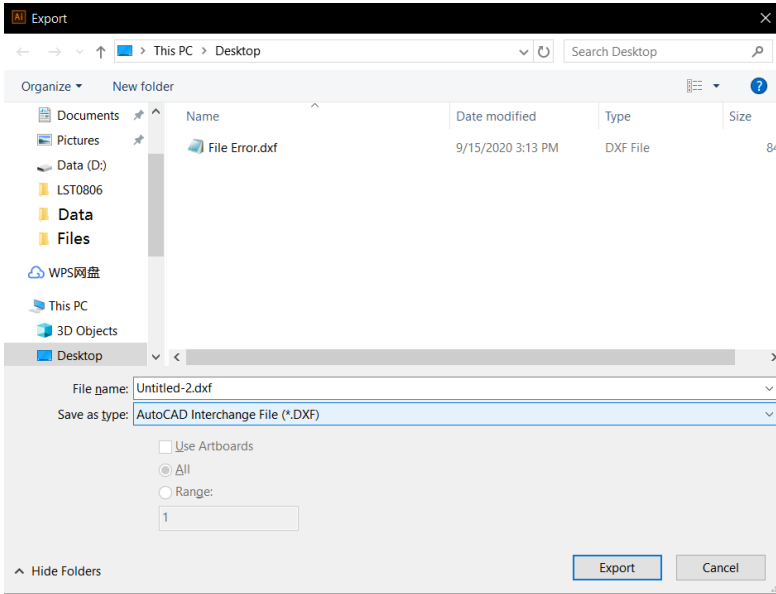 Ai Export
This PC > Desktop
Search Desktop
Organize
New folder
?
Name
Date modified
Type
Size
Documents
File Error.dxf
9/15/2020 3:13 PM
DXF File
84
Pictures
Data (D:)
LST0806
Data
Files
WPS网盘
This PC
3D Objects
Desktop
File name: Untitled-2.dxf
Save as type: AutoCAD Interchange File (*.DXF)
Use Artboards
All
Range:
1
Hide Folders
Export
Cancel